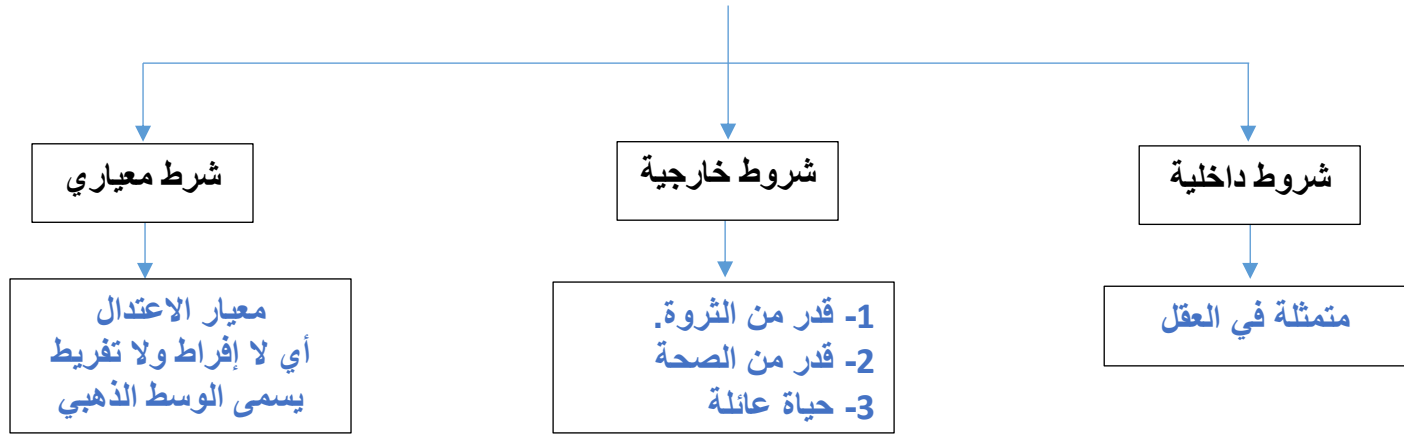 شروط داخلية
شروط خارجية
شرط معياري
متمثلة في العقل
1- قدر من الثروة.
2- قدر من الصحة
3- حياة عائلة
معيار الاعتدال
أي لا إفراط ولا تفريط
يسمى الوسط الذهبي